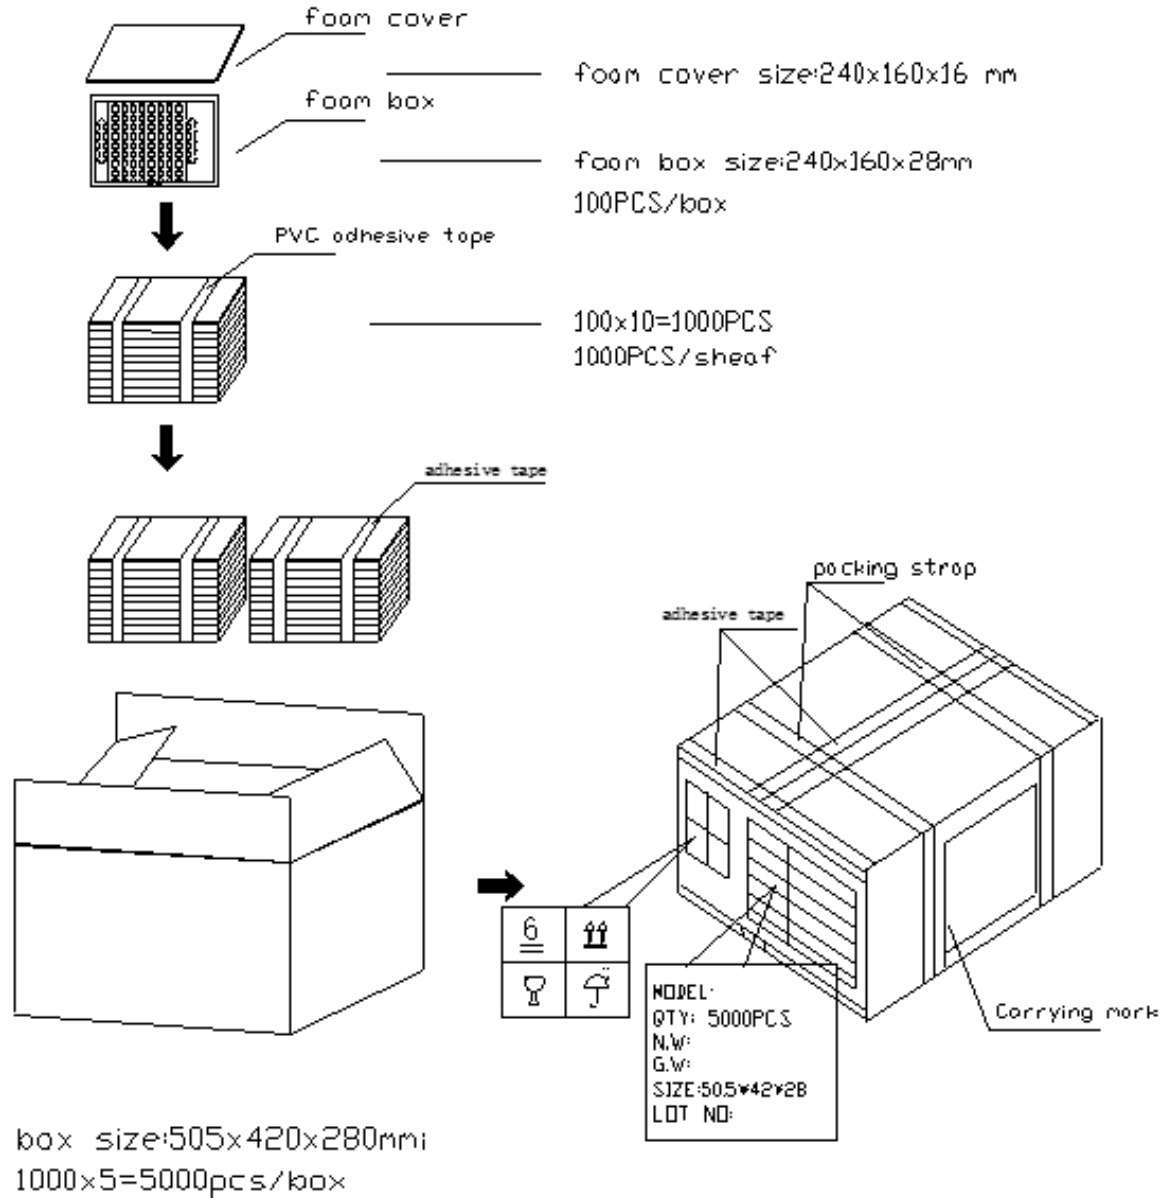 foam cover
foam cover size:240x160x16 mm
foam box
foam box size:240x160x28mm
100PCS/box
PVC adhesive tape
100x10=1000PCS
1000PCS/sheaf
adhesive tape
packing strap
adhesive tape
6
MODEL:
QTY: 5000PCS
N.W:
G.W:
SIZE:50.5*42*28
LOT NO:
Carrying mark
box size:505x420x280mm;
1000x5=5000pcs/box